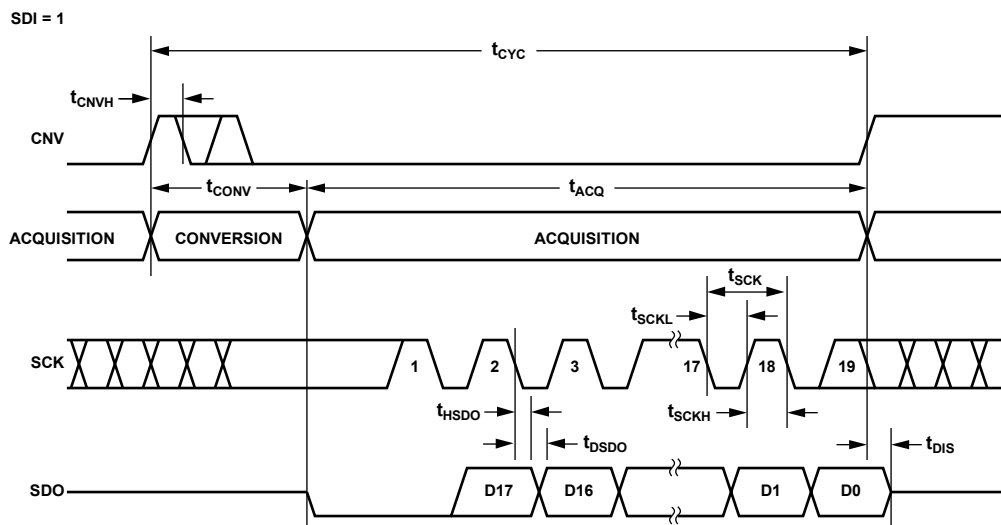 SDI = 1
tCYC
tCNVH
CNV
tCONV
tACQ
ACQUISITION
CONVERSION
ACQUISITION
tSCK
tSCKL
SCK
1
2
3
17
18
19
tHSDO
tSCKH
tDSDO
tDIS
SDO
D17
D16
D1
D0